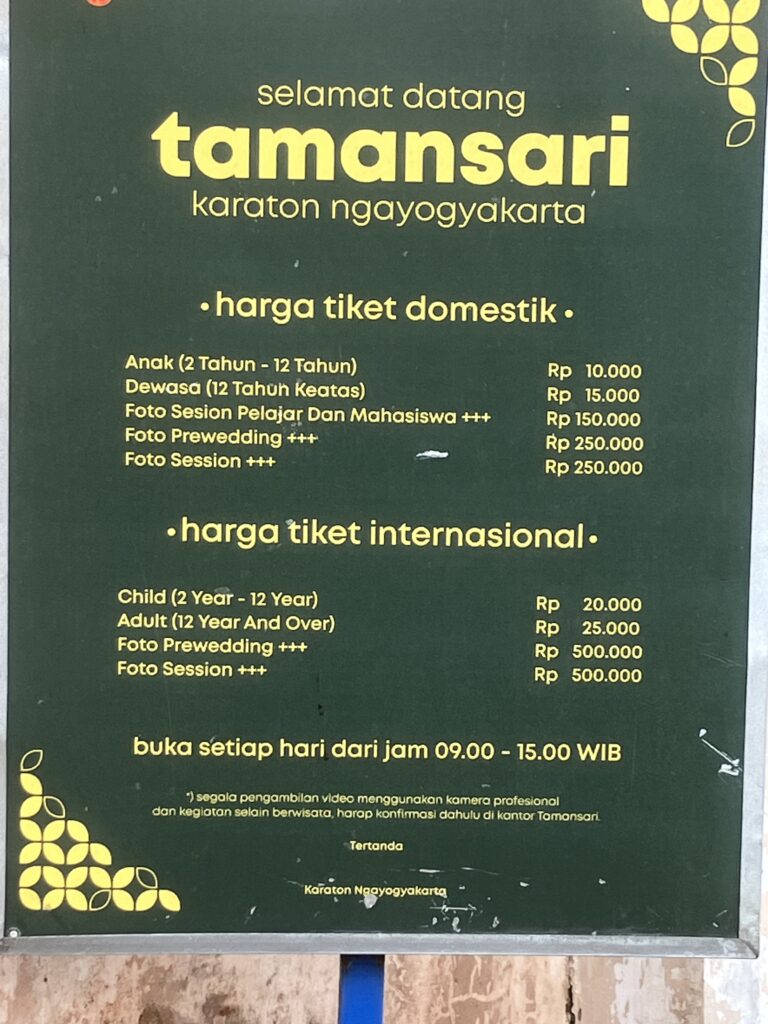 selamat datang
tamansari
karaton ngayogyakarta
• harga tiket domestik •
Anak (2 Tahun - 12 Tahun) Rp 10.000
Dewasa (12 Tahun Keatas) Rp 15.000
Foto Sesion Pelajar Dan Mahasiswa +++ Rp 150.000
Foto Prewedding +++ Rp 250.000
Foto Session +++ Rp 250.000
• harga tiket internasional •
Child (2 Year - 12 Year) Rp 20.000
Adult (12 Year And Over) Rp 25.000
Foto Prewedding +++ Rp 500.000
Foto Session +++ Rp 500.000
buka setiap hari dari jam 09.00 - 15.00 WIB
*) segala pengambilan video menggunakan kamera profesional
dan kegiatan selain berwisata, harap konfirmasi dahulu di kantor Tamansari.
Tertanda
Karaton Ngayogyakarta